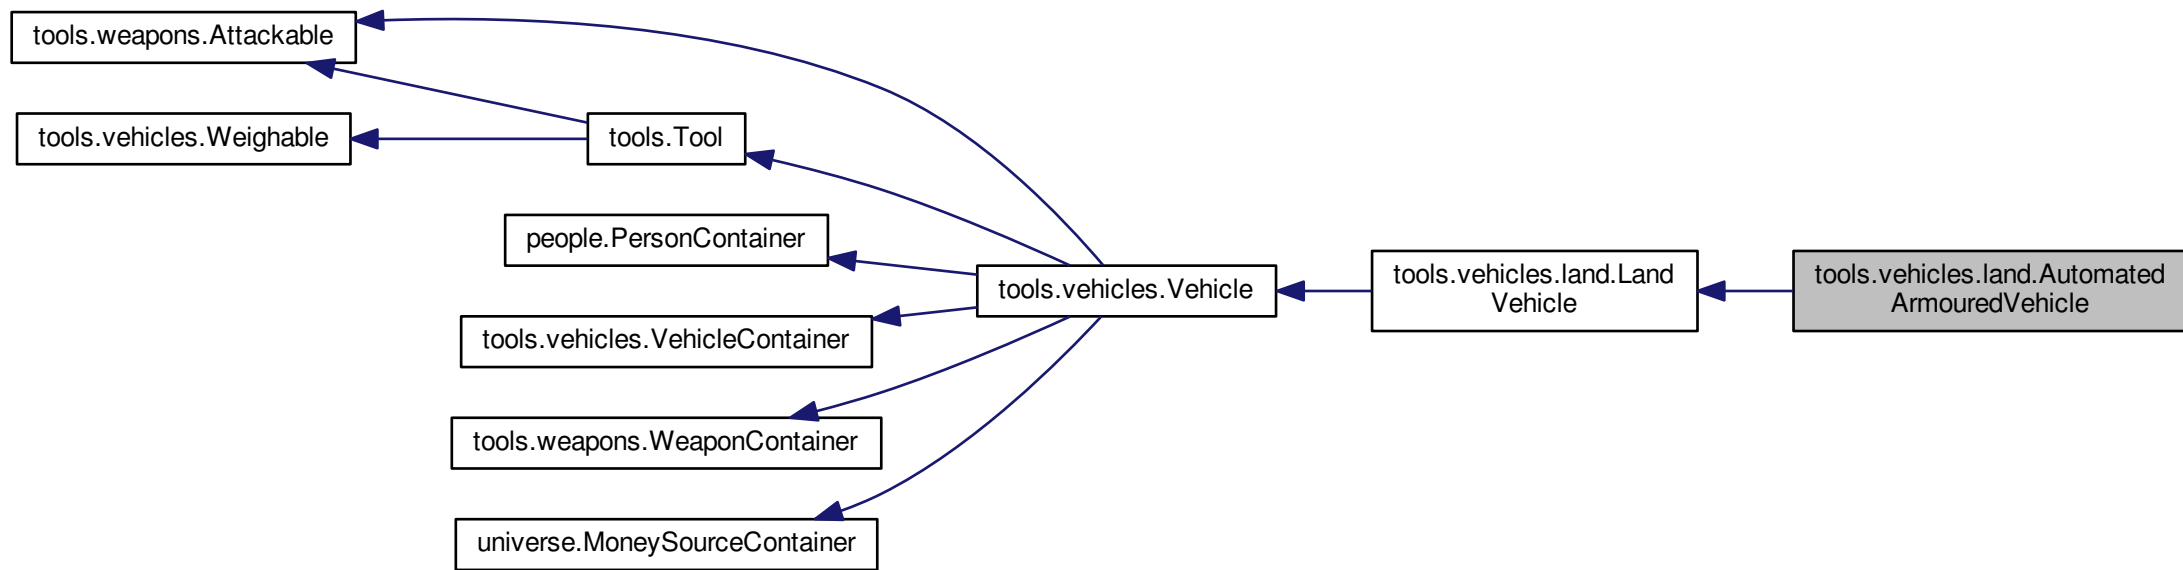 tools.weapons.Attackable
tools.vehicles.Weighable
tools.Tool
people.PersonContainer
tools.vehicles.VehicleContainer
tools.weapons.WeaponContainer
universe.MoneySourceContainer
tools.vehicles.Vehicle
tools.vehicles.land.Land
Vehicle
tools.vehicles.land.Automated
ArmouredVehicle